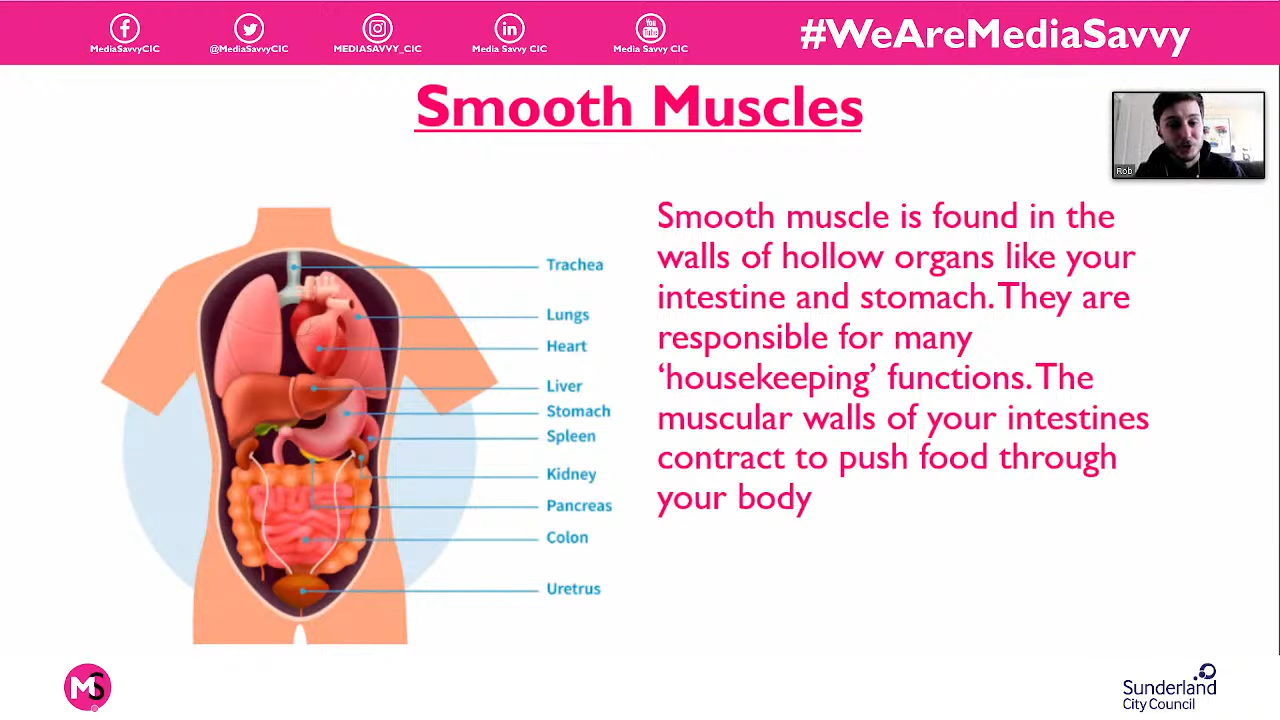 MediaSavvyCIC
@MediaSavvyCIC
MEDIASAVVY_CIC
Media Savvy CIC
You
Tube
Media Savvy CIC
#WeAreMediaSavvy
Smooth Muscles
Rob
Trachea
Lungs
Heart
Liver
Stomach
Spleen
Kidney
Pancreas
Colon
Uretrus
Smooth muscle is found in the
walls of hollow organs like your
intestine and stomach. They are
responsible for many
‘housekeeping’ functions. The
muscular walls of your intestines
contract to push food through
your body
MS
Sunderland
City Council